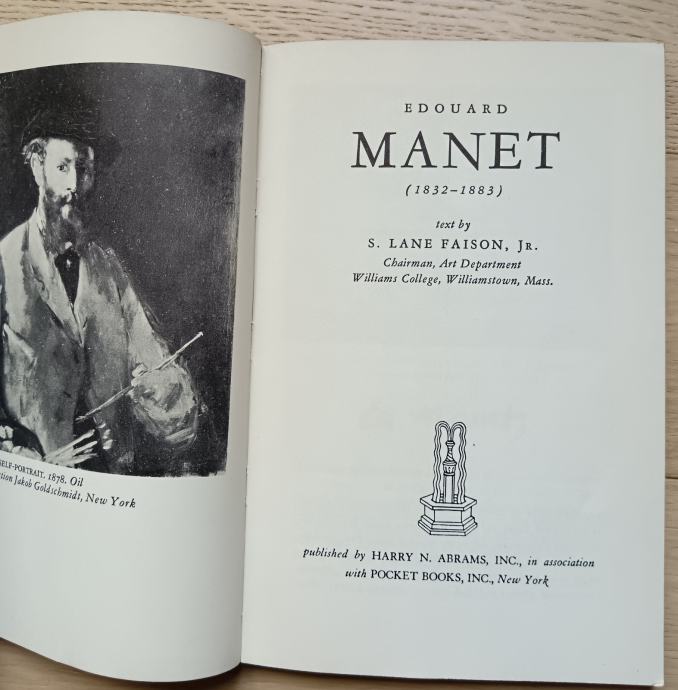 SELF-PORTRAIT. 1878. Oil
Jakob Goldschmidt, New York
EDOUARD
MANET
(1832–1883)
text by
S. LANE FAISON, JR.
Chairman, Art Department
Williams College, Williamstown, Mass.
published by HARRY N. ABRAMS, INC., in association
with POCKET BOOKS, INC., New York